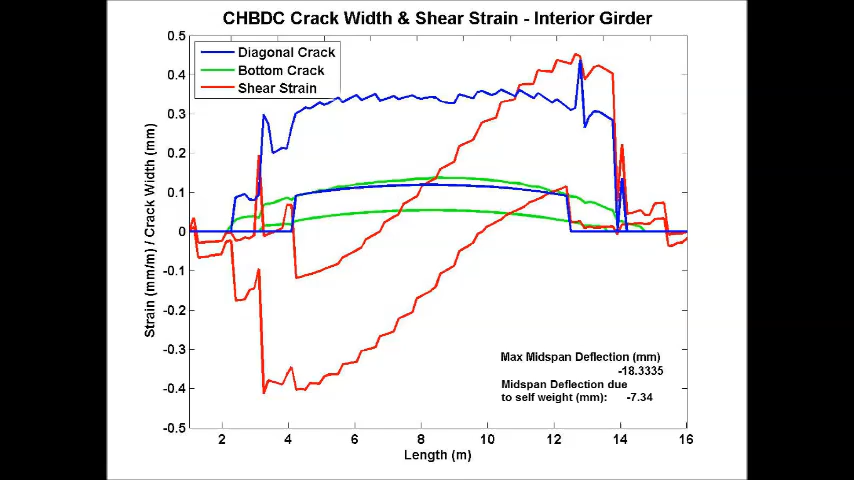 CHBDC Crack Width & Shear Strain - Interior Girder
0.5
0.4
0.3
0.2
0.1
0
-0.1
-0.2
-0.3
-0.4
-0.5
Strain (mm/m) / Crack Width (mm)
Diagonal Crack
Bottom Crack
Shear Strain
Max Midspan Deflection (mm)
-18.3335
Midspan Deflection due
to self weight (mm): -7.34
2 4 6 8 10 12 14 16
Length (m)